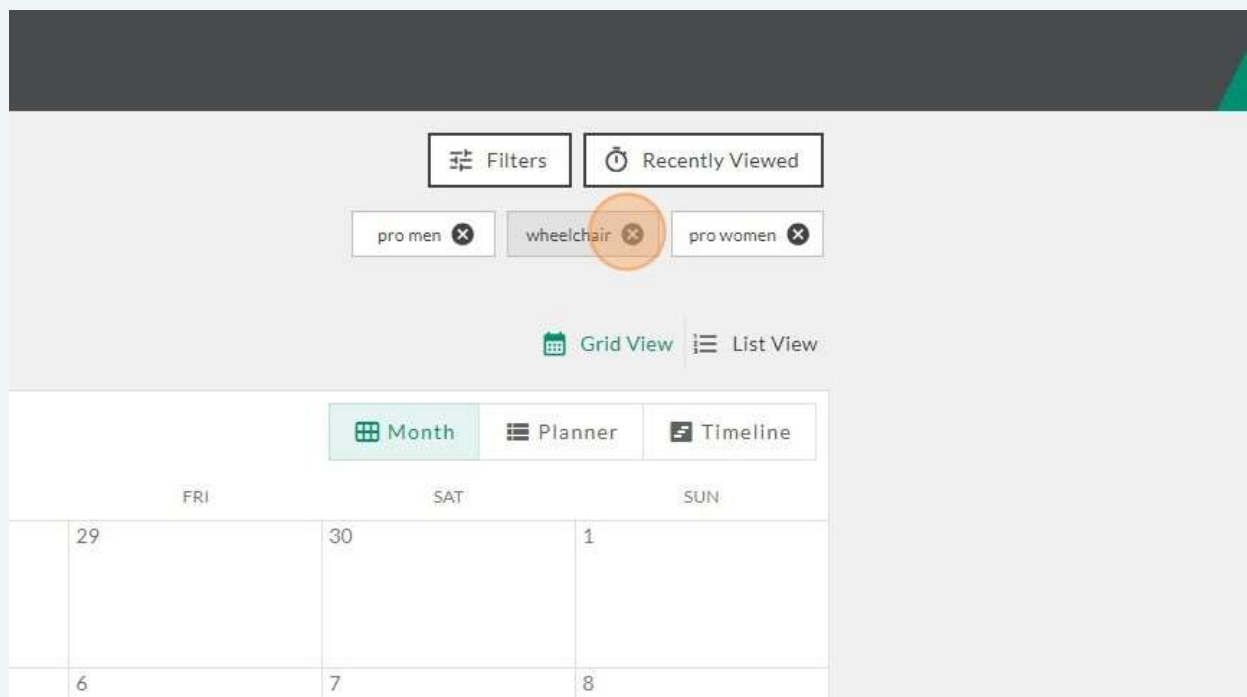 Filters Recently Viewed
pro men wheelchair pro women
Grid View List View
Month Planner Timeline
FRI SAT SUN
29 30 1
6 7 8